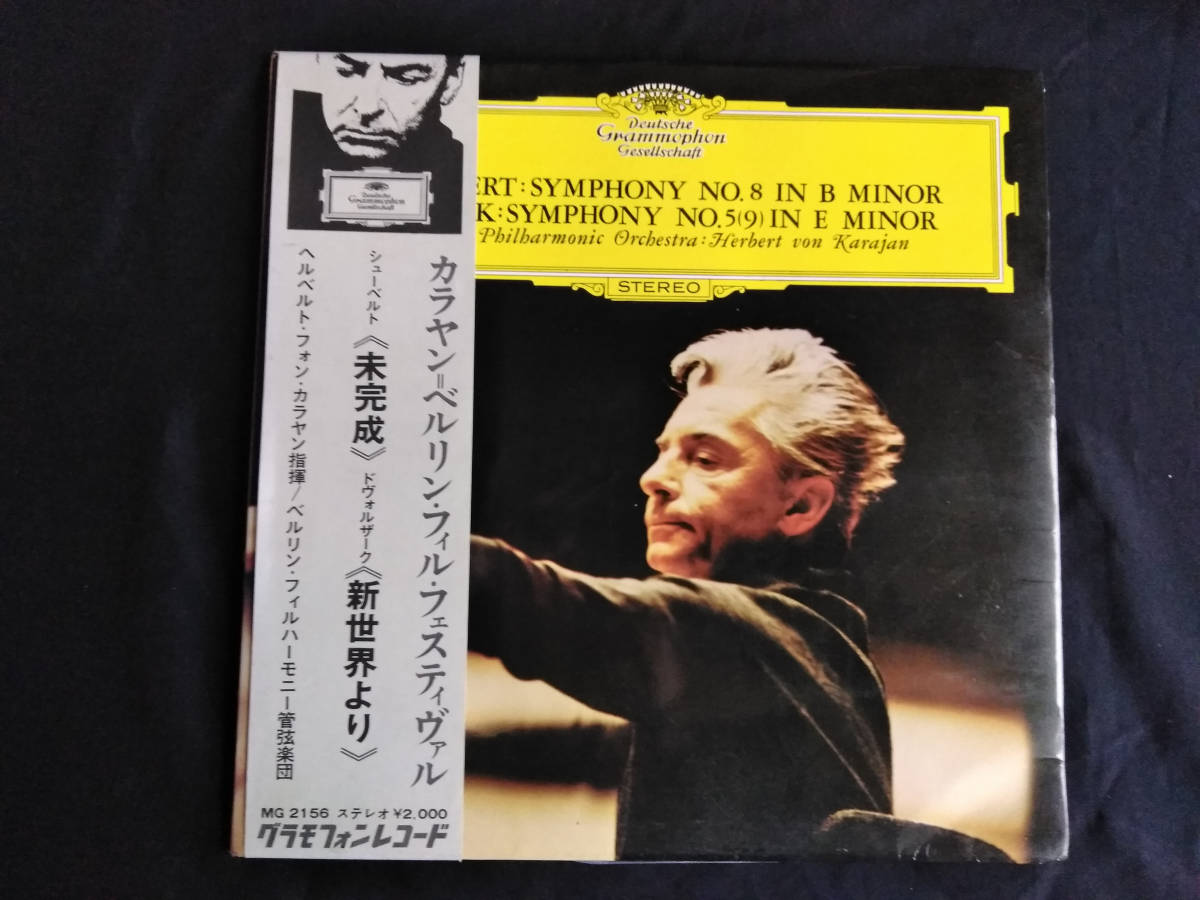 Deutsche
Grammophon
Gesellschaft
ERT: SYMPHONY NO. 8 IN B MINOR
K: SYMPHONY NO. 5 (9) IN E MINOR
Philharmonic Orchestra: Herbert von Karajan
STEREO
Deutsche
Grammophon
Gesellschaft
カラヤン=ベルリン・フィル・フェスティヴァル
シューベルト《未完成》ドヴォルザーク《新世界より》
ヘルベルト・フォン・カラヤン指揮/ベルリン・フィルハーモニー管弦楽団
MG 2156 ステレオ ¥2,000
グラモフォンレコード